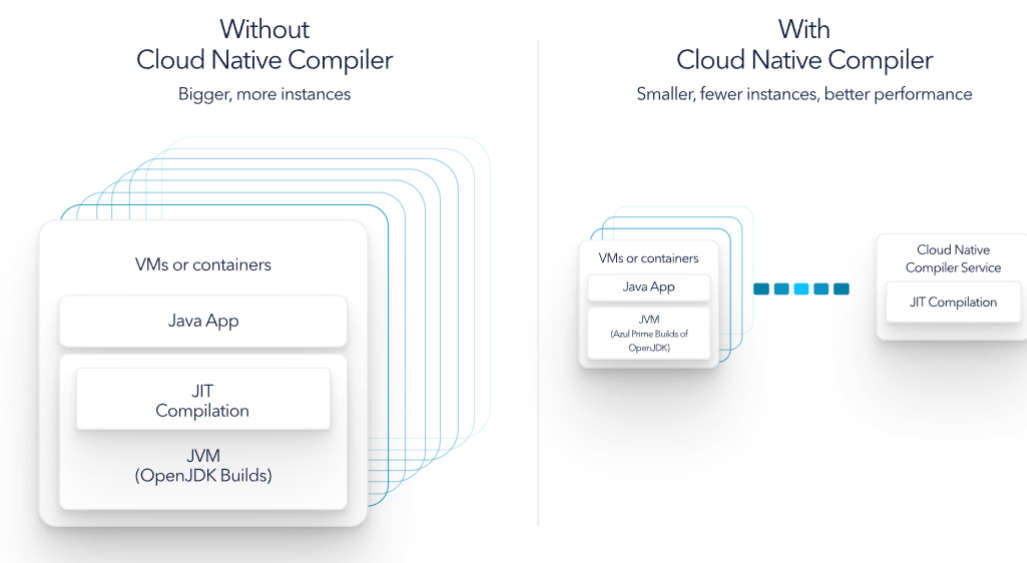 Without
Cloud Native Compiler
Bigger, more instances
VMs or containers
Java App
JIT
Compilation
JVM
(OpenJDK Builds)
With
Cloud Native Compiler
Smaller, fewer instances, better performance
VMs or containers
Java App
JVM
(Azul Prime Builds of
OpenJDK)
Cloud Native
Compiler Service
JIT Compilation